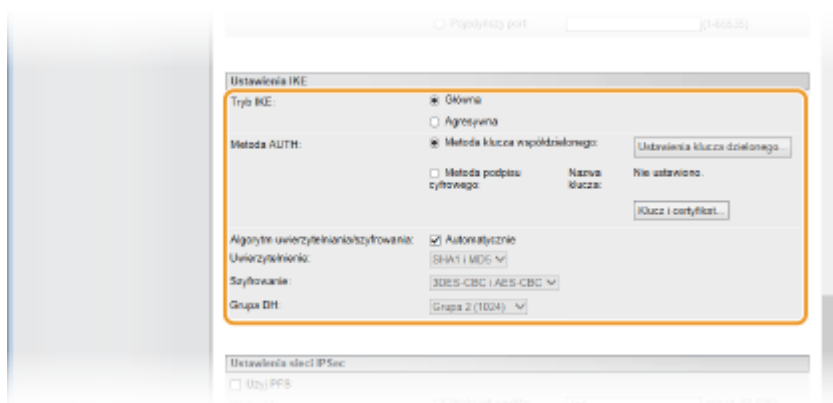 Pojedynczy port (1-65535)
Ustawienia IKE
Tryb IKE: Główna
Agresywna
Metoda AUTH: Metoda klucza współdzielonego: Ustawienia klucza dzielonego...
Metoda podpisu Nazwa Nie ustawiono.
cyfrowego: klucza:
Klucz i certyfikat...
Algorytm uwierzytelniania/szyfrowania: Automatycznie
Uwierzytelnienie: SHA1 i MD5
Szyfrowanie: 3DES-CBC i AES-CBC
Grupa DH: Grupa 2 (1024)
Ustawienia sieci IPSec
Użyj PFS